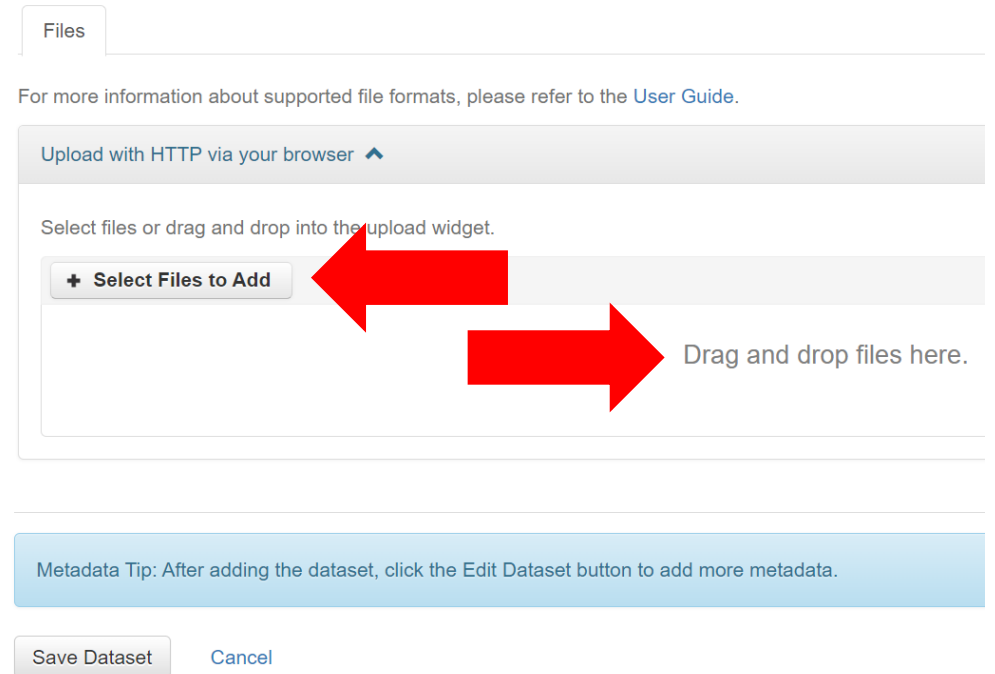 Files
For more information about supported file formats, please refer to the User Guide.
Upload with HTTP via your browser
Select files or drag and drop into the upload widget.
Select Files to Add
Drag and drop files here.
Metadata Tip: After adding the dataset, click the Edit Dataset button to add more metadata.
Save Dataset Cancel